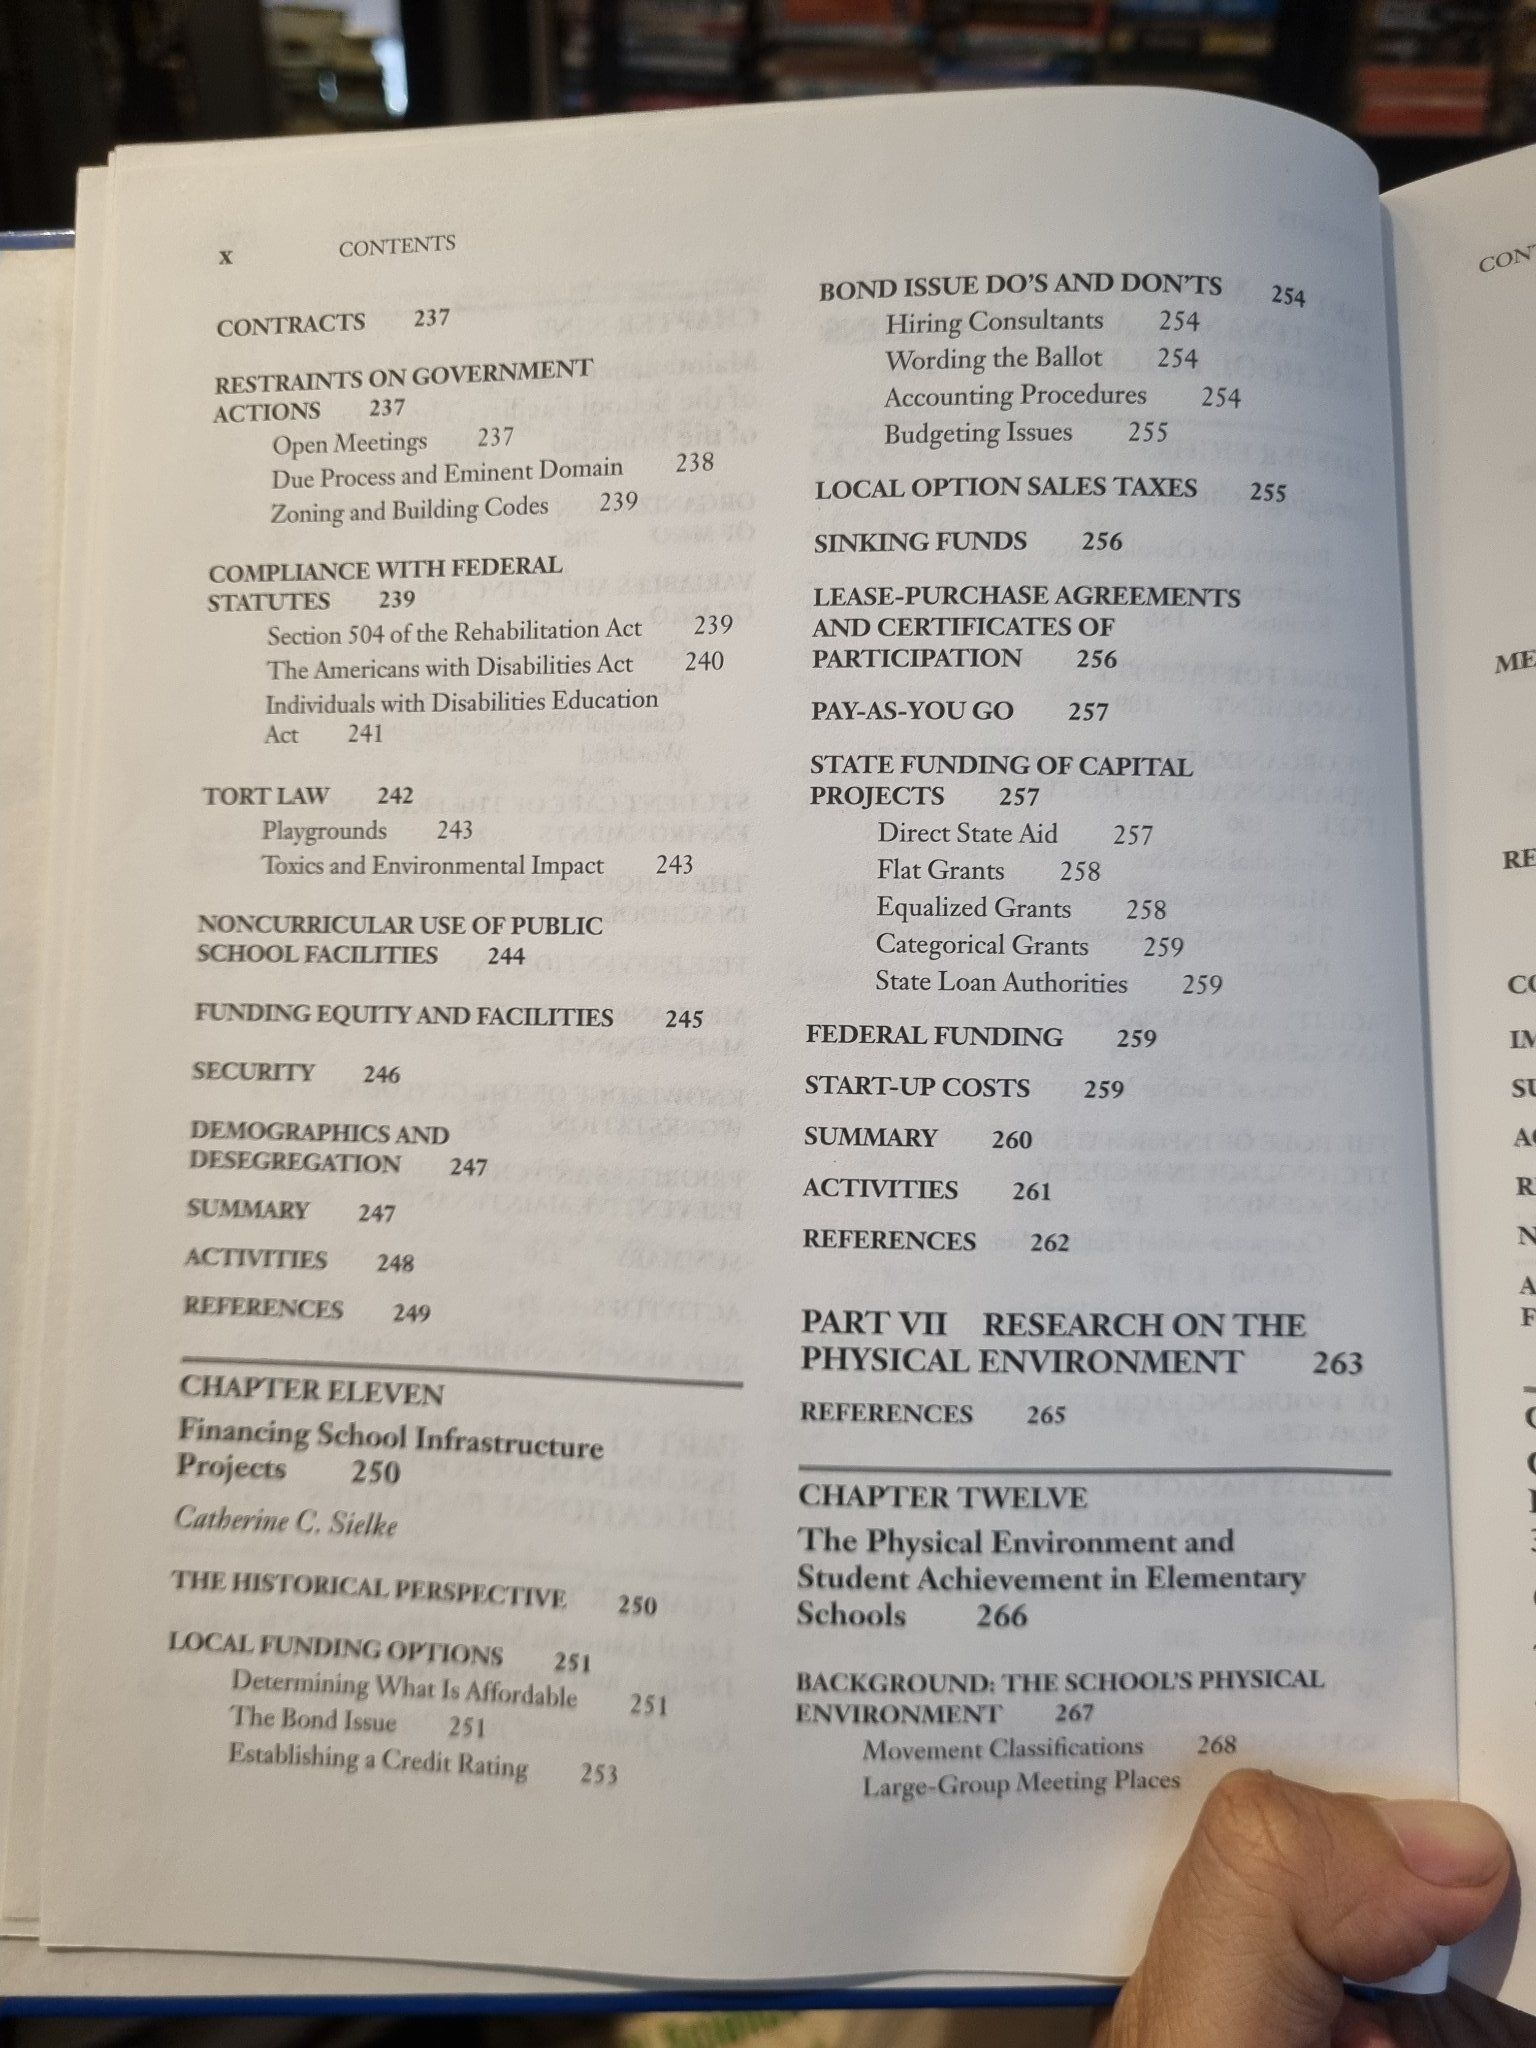 x CONTENTS
CONTRACTS 237
RESTRAINTS ON GOVERNMENT
ACTIONS 237
Open Meetings 237
Due Process and Eminent Domain 238
Zoning and Building Codes 239
COMPLIANCE WITH FEDERAL
STATUTES 239
Section 504 of the Rehabilitation Act 239
The Americans with Disabilities Act 240
Individuals with Disabilities Education
Act 241
TORT LAW 242
Playgrounds 243
Toxics and Environmental Impact 243
NONCURRICULAR USE OF PUBLIC
SCHOOL FACILITIES 244
FUNDING EQUITY AND FACILITIES 245
SECURITY 246
DEMOGRAPHICS AND
DESEGREGATION 247
SUMMARY 247
ACTIVITIES 248
REFERENCES 249
CHAPTER ELEVEN
Financing School Infrastructure
Projects 250
Catherine C. Sielke
THE HISTORICAL PERSPECTIVE 250
LOCAL FUNDING OPTIONS 251
Determining What Is Affordable 251
The Bond Issue 251
Establishing a Credit Rating 253
BOND ISSUE DO'S AND DON'TS 254
Hiring Consultants 254
Wording the Ballot 254
Accounting Procedures 254
Budgeting Issues 255
LOCAL OPTION SALES TAXES 255
SINKING FUNDS 256
LEASE-PURCHASE AGREEMENTS
AND CERTIFICATES OF
PARTICIPATION 256
PAY-AS-YOU GO 257
STATE FUNDING OF CAPITAL
PROJECTS 257
Direct State Aid 257
Flat Grants 258
Equalized Grants 258
Categorical Grants 259
State Loan Authorities 259
FEDERAL FUNDING 259
START-UP COSTS 259
SUMMARY 260
ACTIVITIES 261
REFERENCES 262
PART VII RESEARCH ON THE
PHYSICAL ENVIRONMENT 263
REFERENCES 265
CHAPTER TWELVE
The Physical Environment and
Student Achievement in Elementary
Schools 266
BACKGROUND: THE SCHOOL'S PHYSICAL
ENVIRONMENT 267
Movement Classifications 268
Large-Group Meeting Places